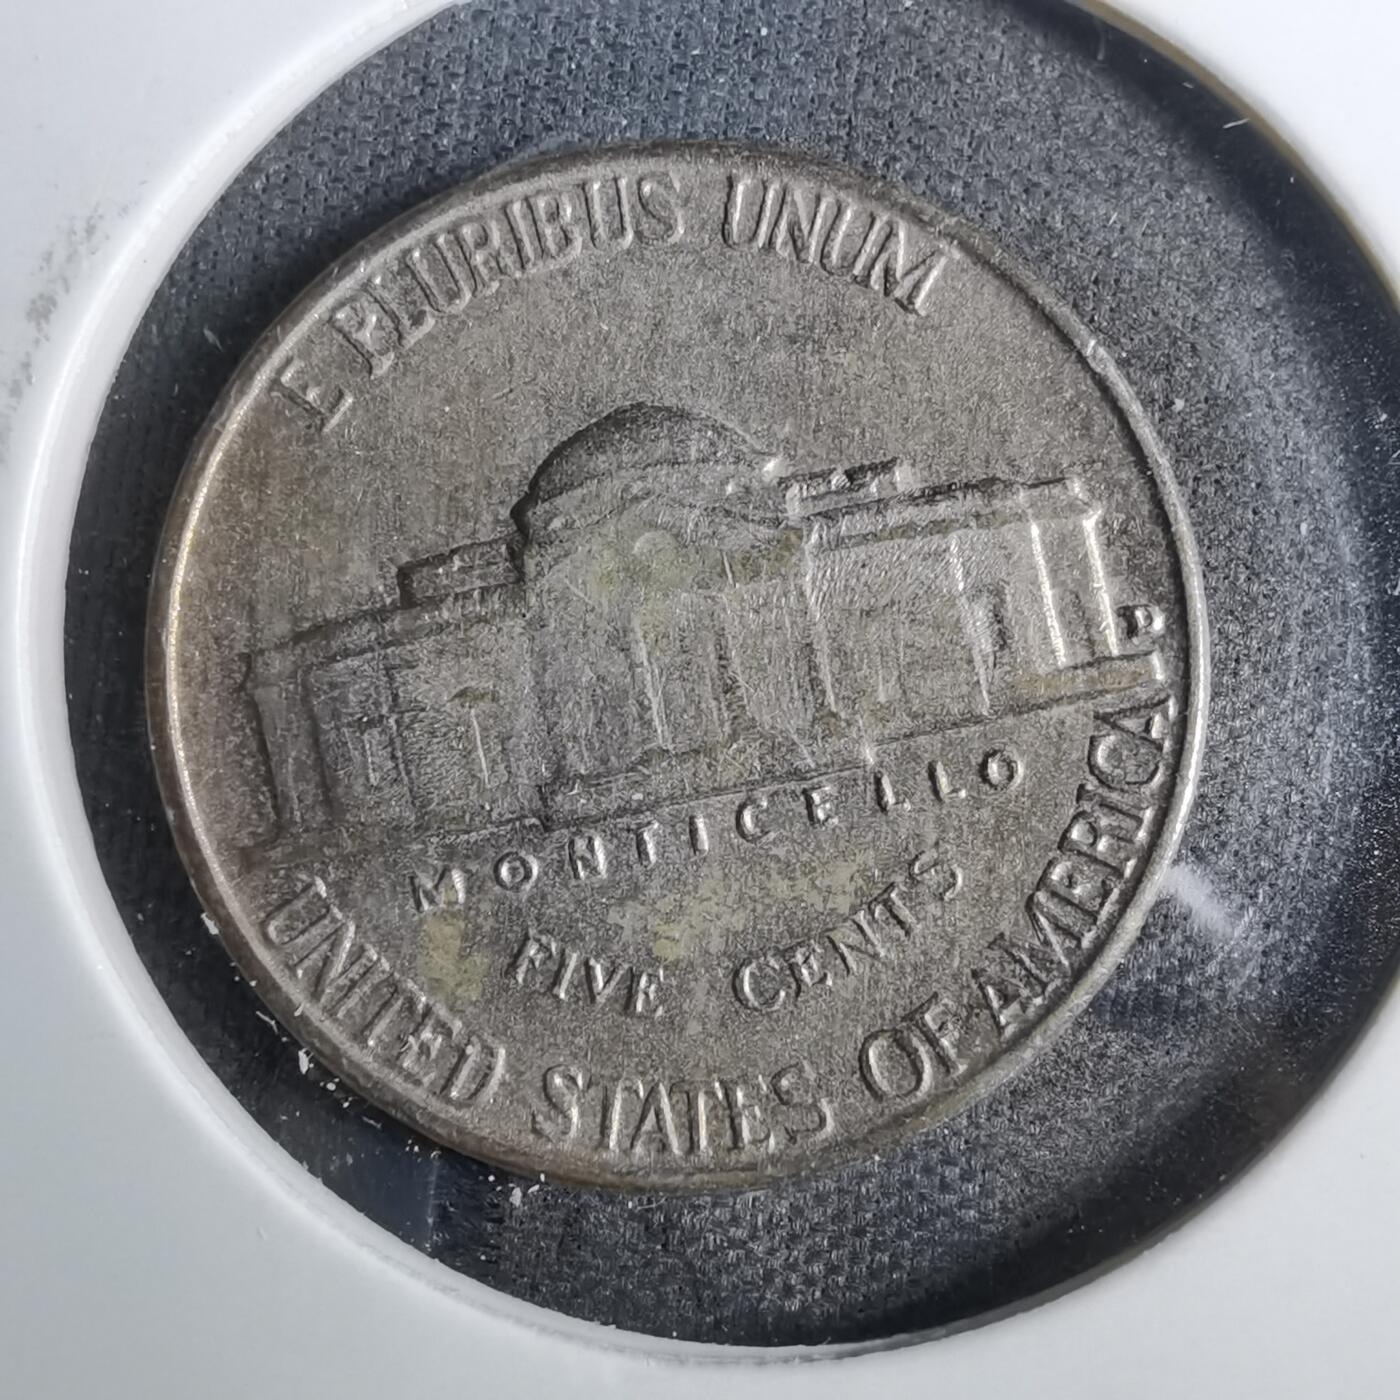 E PLURIBUS UNUM
D
MONTICELLO
FIVE CENTS
UNITED STATES OF AMERICA